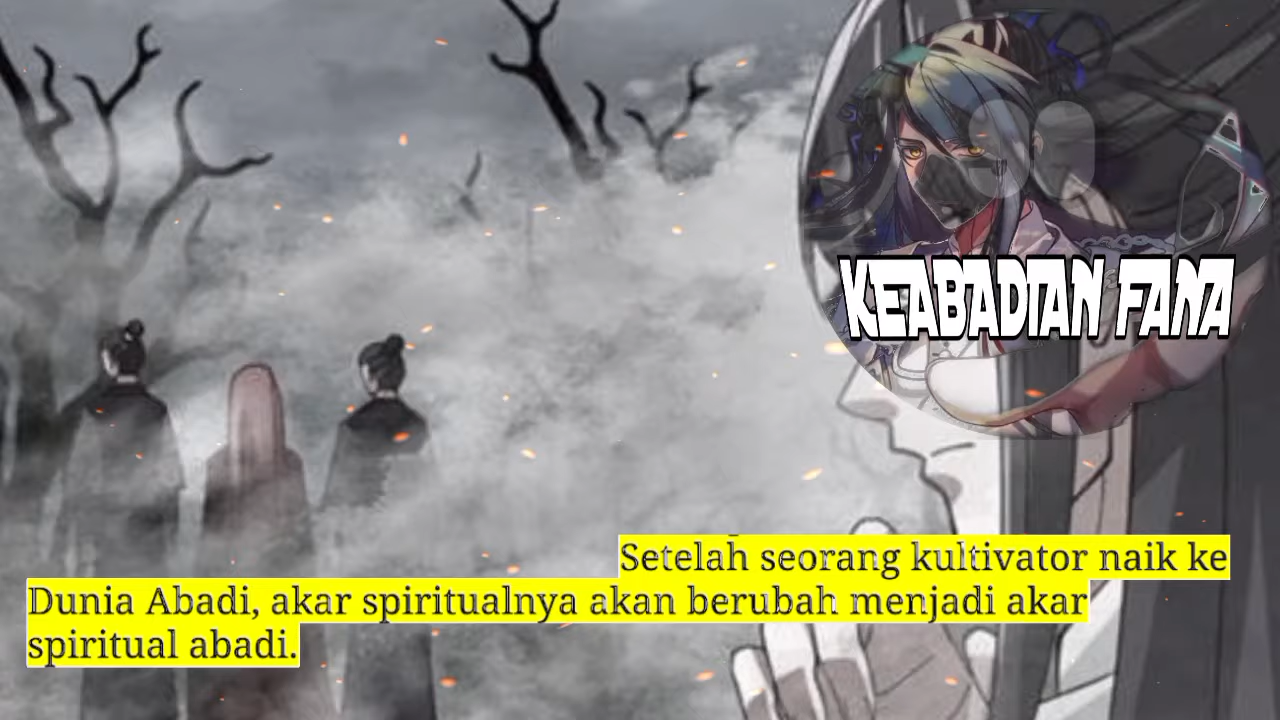 KEABADIAN FANA
Setelah seorang kultivator naik ke
Dunia Abadi, akar spiritualnya akan berubah menjadi akar
spiritual abadi.